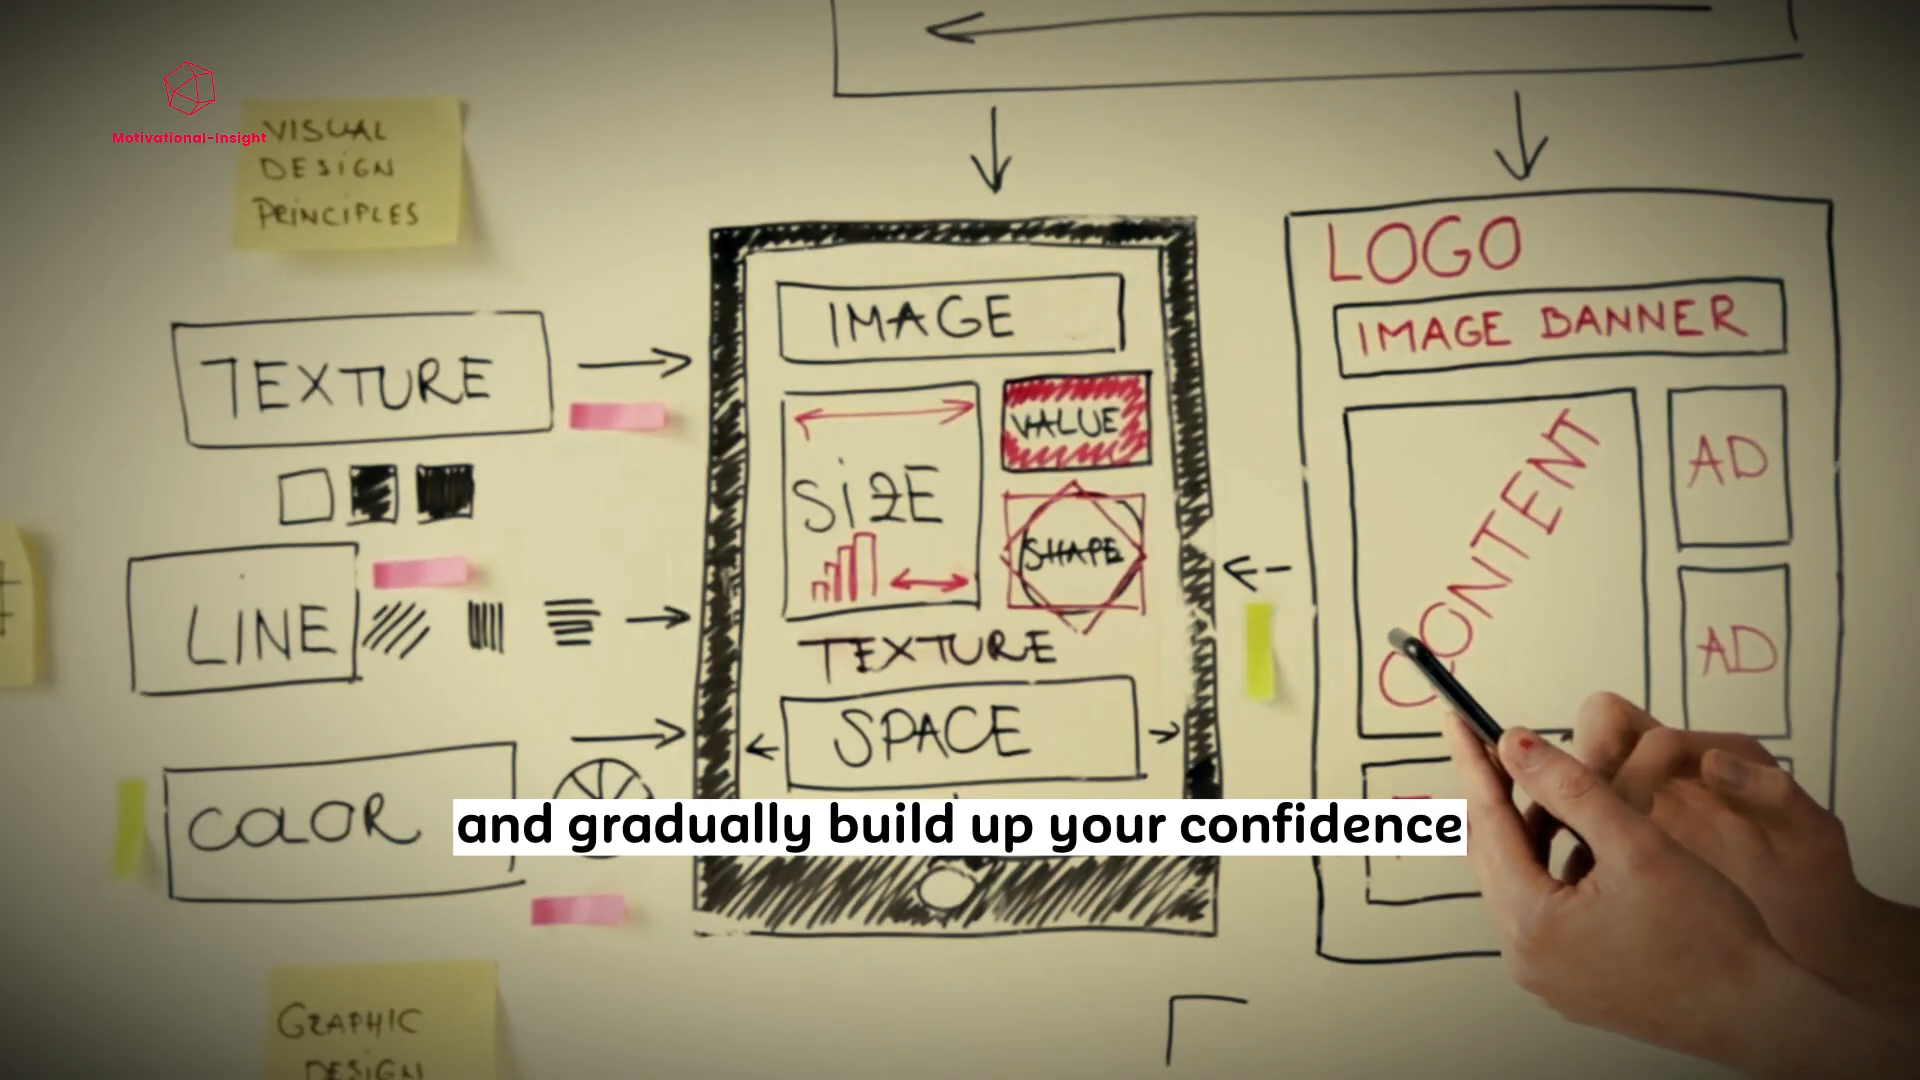 Motivational-Insight
VISUAL
DESIGN
PRINCIPLES
TEXTURE
LINE
COLOR
IMAGE
SIZE
VALUE
SHAPE
TEXTURE
SPACE
LOGO
IMAGE BANNER
CONTENT
AD
AD
and gradually build up your confidence
GRAPHIC
DESIGN